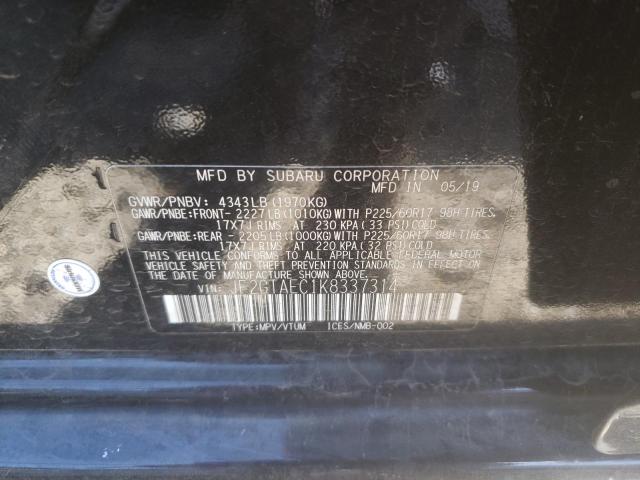 MFD BY SUBARU CORPORATION
MFD IN 05/19
GVWR/PNBV: 4343LB(1970KG)
GAWR/PNBE:FRONT-2227LB(1010KG)WITH P225/60R17 98H TIRES,
17X7J RIMS AT 230 KPA (33 PSI)COLD
GAWR/PNBE:REAR -2205LB(1000KG)WITH P225/60R17 98H TIRES,
17X7J RIMS AT 220 KPA (32 PSI)COLD
THIS VEHICLE CONFORMS TO ALL APPLICABLE FEDERAL MOTOR
VEHICLE SAFETY AND BUMPER STANDARDS IN EFFECT ON
THE DATE OF MANUFACTURE SHOWN ABOVE.
VIN: JF2GTAEC1K8337314
TYPE:MPV/VTUM ICES/NMB-002